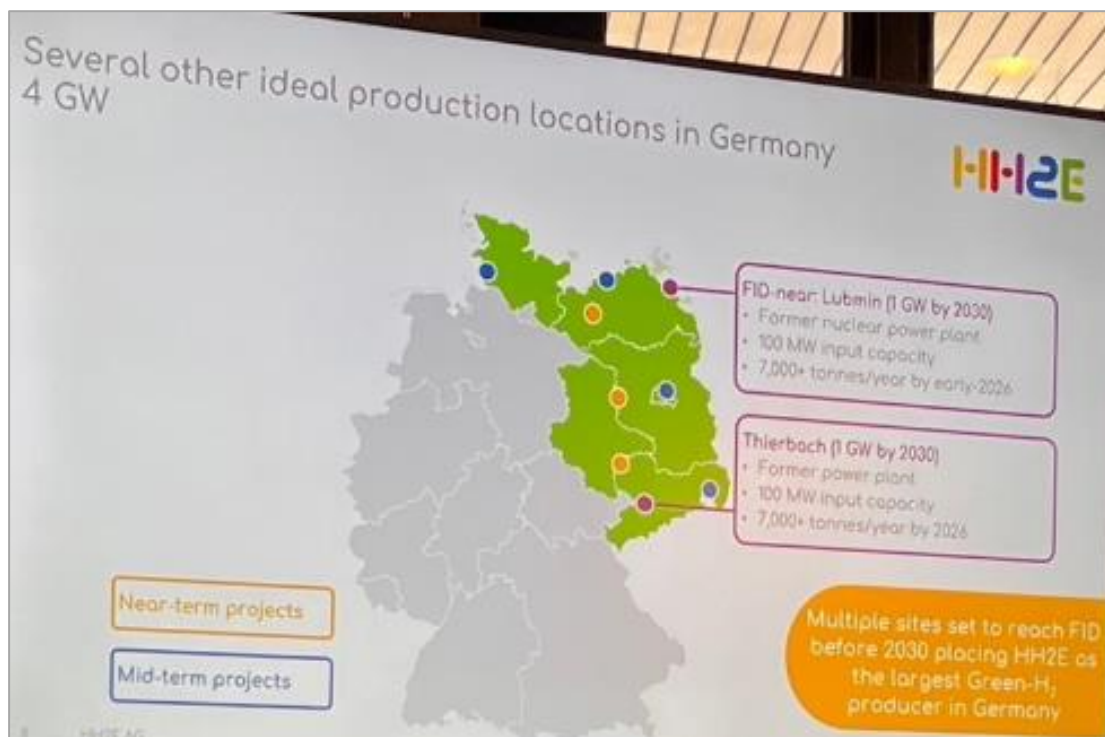 Several other ideal production locations in Germany
4 GW
HH2E
FID-near: Lubmin (1 GW by 2030)
• Former nuclear power plant
• 100 MW input capacity
• 7,000+ tonnes/year by early-2026
Thierbach (1 GW by 2030)
• Former power plant
• 100 MW input capacity
• 7,000+ tonnes/year by 2026
Near-term projects
Mid-term projects
Multiple sites set to reach FID
before 2030 placing HH2E as
the largest Green-H₂
producer in Germany
HH2E AG